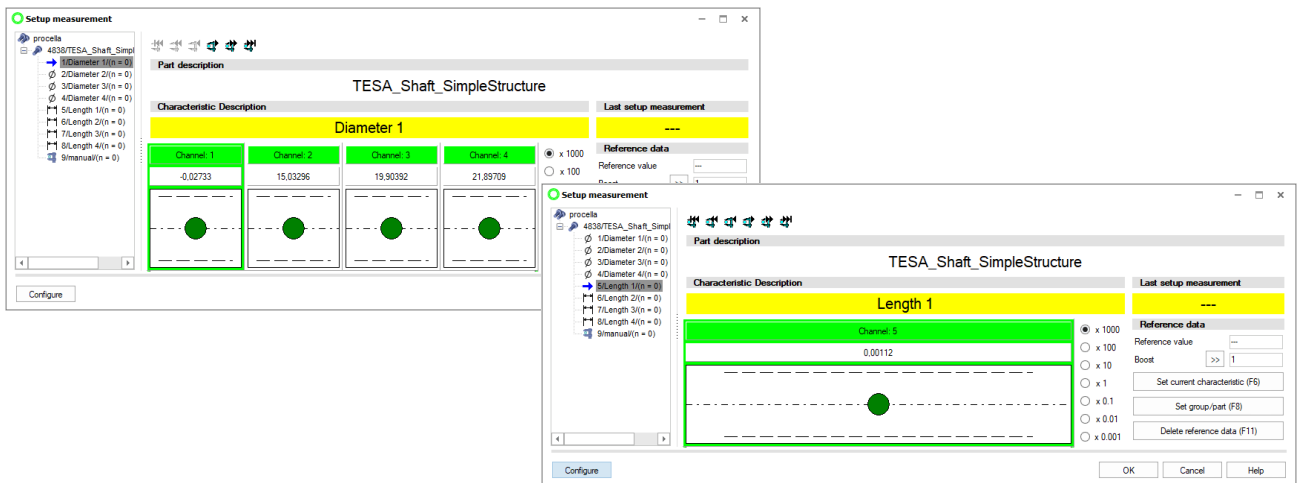 Setup measurement
procella
4838/TESA_Shaft_Simpl
1/Diameter 1/(n = 0)
2/Diameter 2/(n = 0)
3/Diameter 3/(n = 0)
4/Diameter 4/(n = 0)
5/Length 1/(n = 0)
6/Length 2/(n = 0)
7/Length 3/(n = 0)
8/Length 4/(n = 0)
9/manual/(n = 0)
Part description
TESA_Shaft_SimpleStructure
Characteristic Description
Last setup measurement
Diameter 1
---
Channel: 1
Channel: 2
Channel: 3
Channel: 4
-0,02733
15,03296
19,90392
21,89709
x 1000
x 100
Reference data
Reference value
---
Boost
>>
1
Configure
Setup measurement
procella
4838/TESA_Shaft_Simpl
1/Diameter 1/(n = 0)
2/Diameter 2/(n = 0)
3/Diameter 3/(n = 0)
4/Diameter 4/(n = 0)
5/Length 1/(n = 0)
6/Length 2/(n = 0)
7/Length 3/(n = 0)
8/Length 4/(n = 0)
9/manual/(n = 0)
Part description
TESA_Shaft_SimpleStructure
Characteristic Description
Last setup measurement
Length 1
---
Channel: 5
0,00112
x 1000
x 100
x 10
x 1
x 0.1
x 0.01
x 0.001
Reference data
Reference value
---
Boost
>>
1
Set current characteristic (F6)
Set group/part (F8)
Delete reference data (F11)
Configure
OK
Cancel
Help